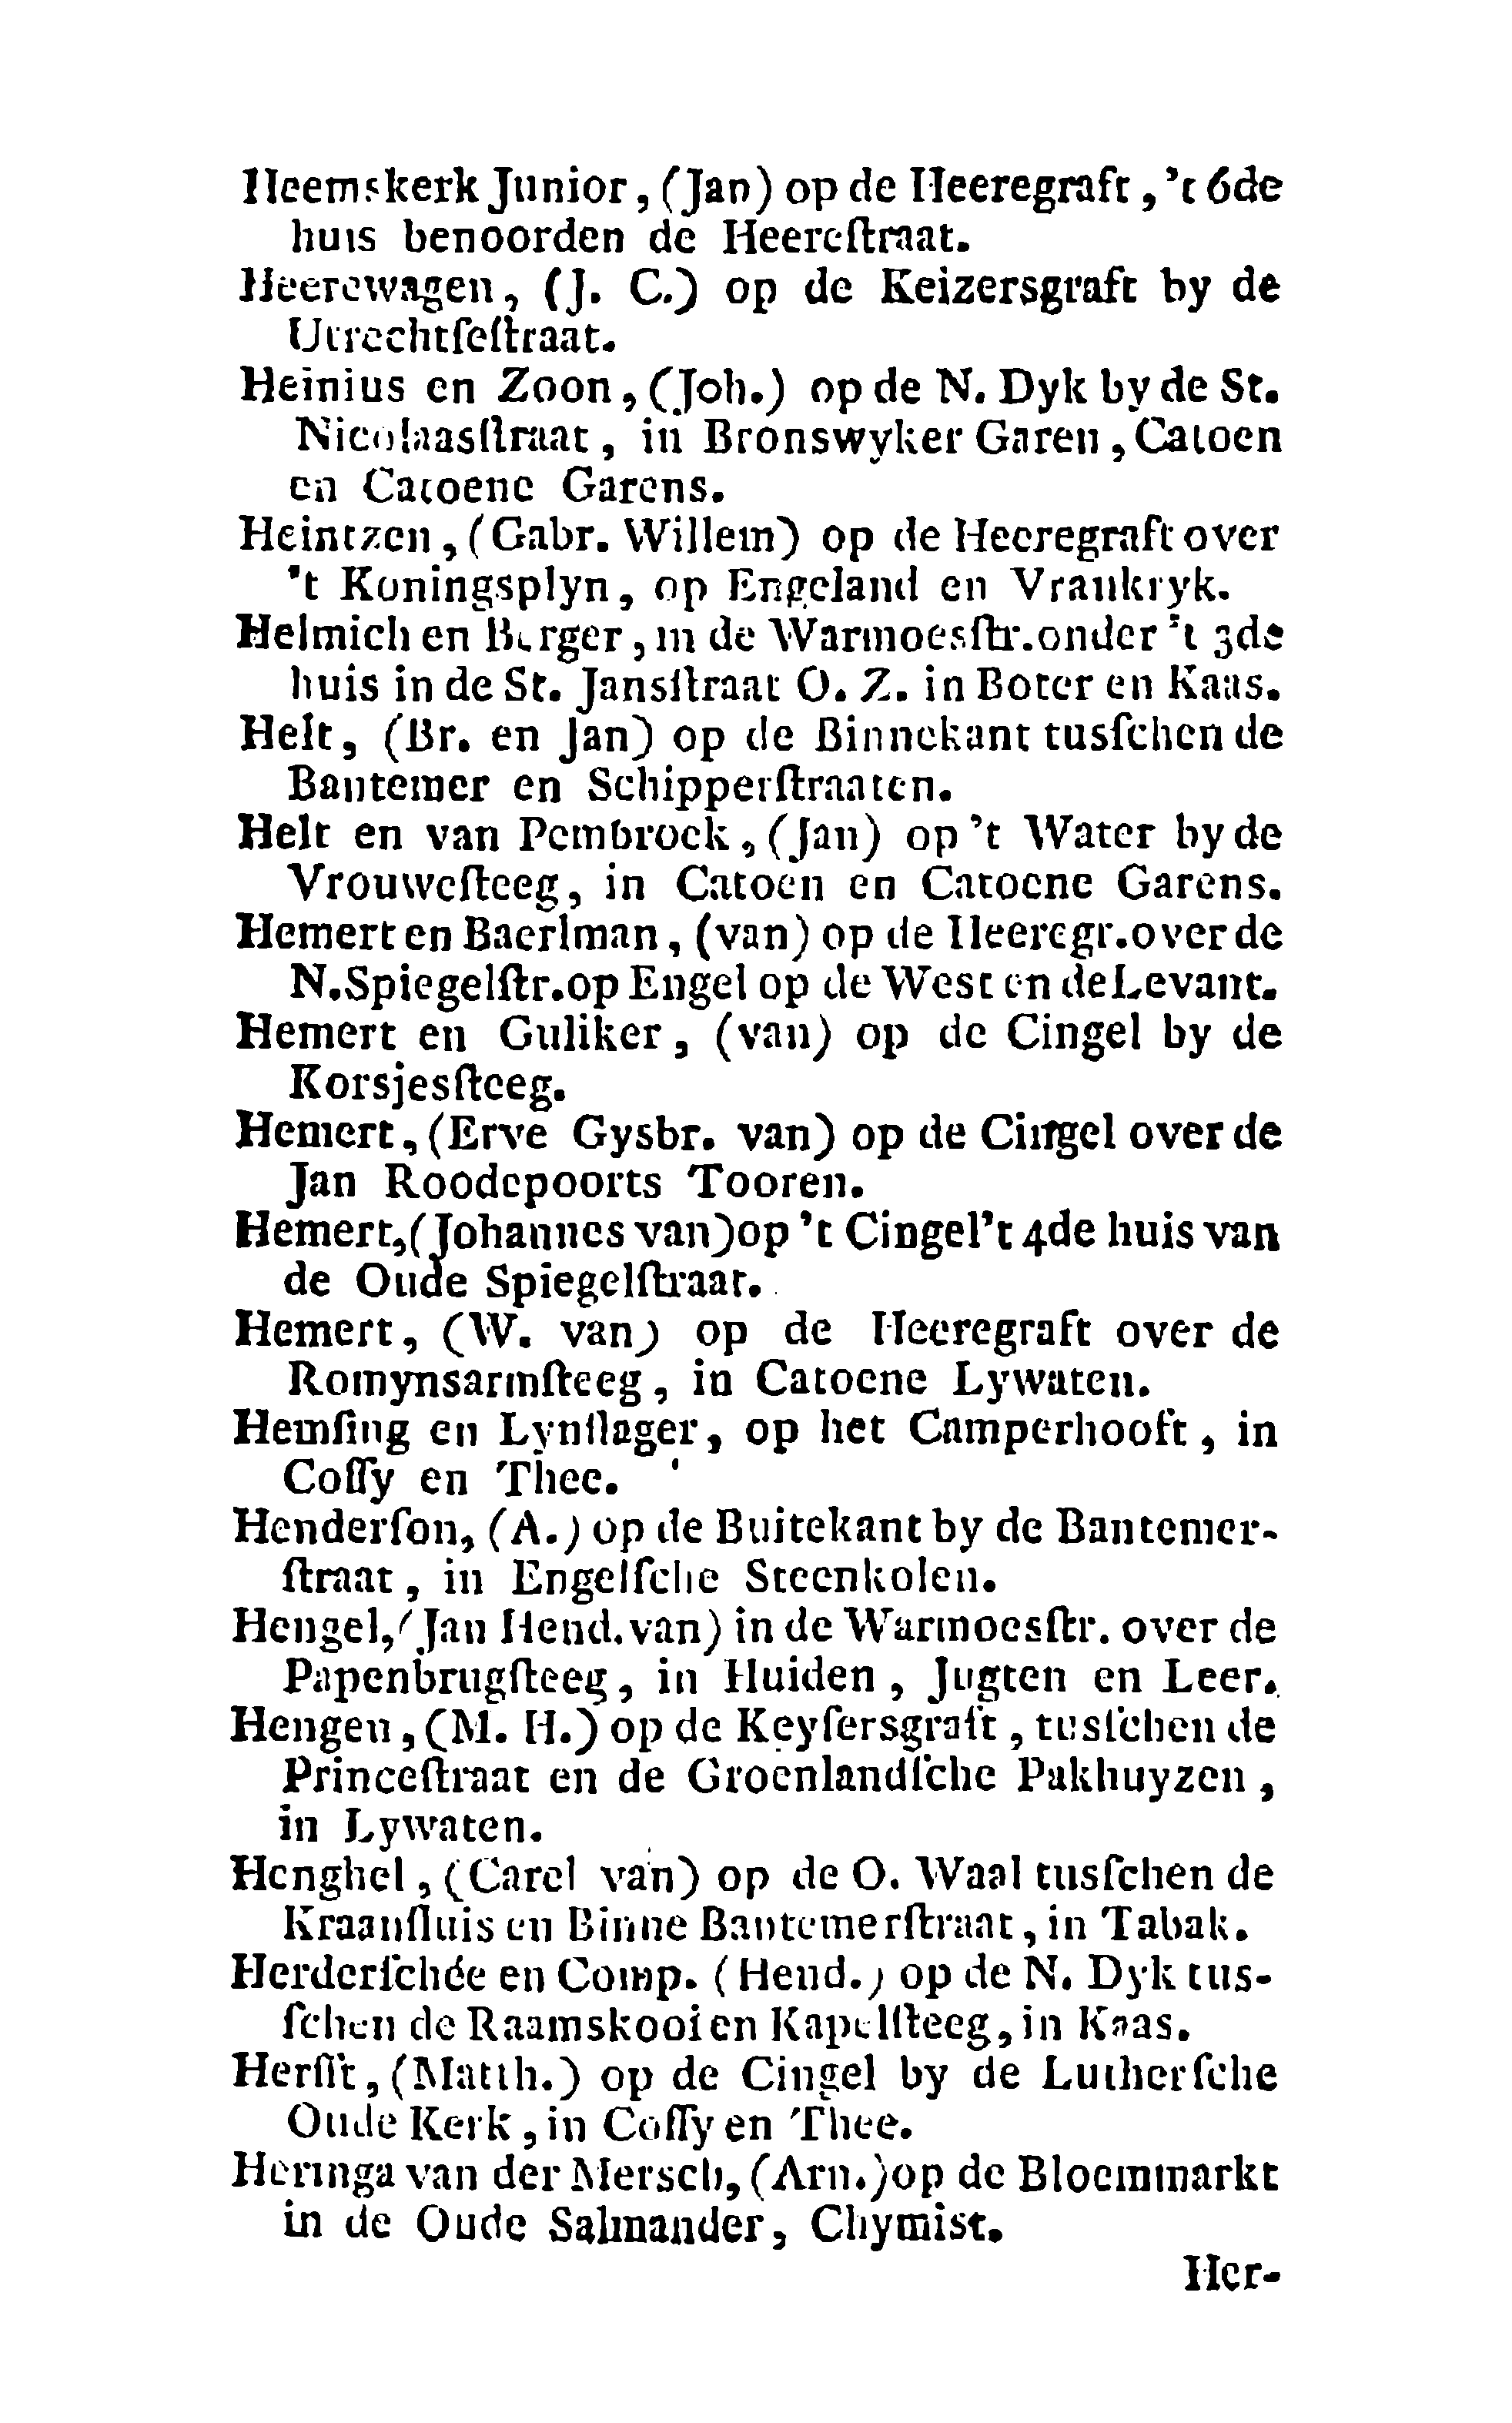 Heemskerk Junior, (Jan) op de Heeregraft, 't 6de
huis benoorden de Heereſtraat.
Heerewagen, (J. C.) op de Keizersgraft by de
Utrechtſeſtraat.
Heinius en Zoon, (Joh.) op de N. Dyk by de St.
Nicolaasſtraat, in Bronswyker Garen, Catoen
en Catoene Garens.
Heintzen, (Gabr. Willem) op de Heeregraft over
't Koningsplyn, op Engeland en Vrankryk.
Helmich en Burger, in de Warmoesſtr. onder 't 3de
huis in de St. Jansſtraat O. Z. in Boter en Kaas.
Helt, (Br. en Jan) op de Binnekant tusſchen de
Bantemer en Schipperſtraaten.
Helt en van Pembroek, (Jan) op 't Water by de
Vrouweſteeg, in Catoen en Catoene Garens.
Hemert en Baerlman, (van) op de Heeregr. over de
N. Spiegelſtr. op Engel op de West en de Levant.
Hemert en Guliker, (van) op de Cingel by de
Korsjesſteeg.
Hemert, (Erve Gysbr. van) op de Cingel over de
Jan Roodepoorts Tooren.
Hemert, (Johannes van) op 't Cingel 't 4de huis van
de Oude Spiegelſtraat.
Hemert, (W. van) op de Heeregraft over de
Romynsarmſteeg, in Catoene Lywaten.
Hemſing en Lynſlager, op het Camperhooft, in
Coffy en Thee.
Henderſon, (A.) op de Buitekant by de Bantemer-
ſtraat, in Engelſche Steenkolen.
Hengel, (Jan Hend. van) in de Warmoesſtr. over de
Papenbrugſteeg, in Huiden, Jugten en Leer.
Hengen, (M. H.) op de Keyſersgraft, tusſchen de
Princeſtraat en de Groenlandſche Pakhuyzen,
in Lywaten.
Henghel, (Carel van) op de O. Waal tusſchen de
Kraanſluis en Binne Bantemerſtraat, in Tabak.
Herderſchée en Comp. (Hend.) op de N. Dyk tus-
ſchen de Raamskooi en Kapelſteeg, in Kaas.
Herfſt, (Matth.) op de Cingel by de Lutherſche
Oude Kerk, in Coffy en Thee.
Heringa van der Mersch, (Arn.) op de Bloemmarkt
in de Oude Salmander, Chymist.
Her-